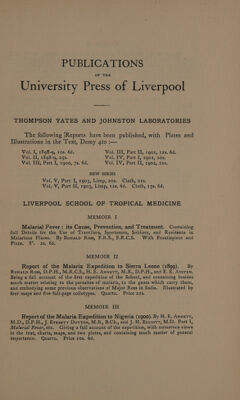 PUBLICATIONS
OF THE
University Press of Liverpool
THOMPSON YATES AND JOHNSTON LABORATORIES
The following Reports have been published, with Plates and
Illustrations in the Text, Demy 4to :—
Vol. I, 1898-9, 10s. 6d.
Vol. III, Part II, 1901, 12s. 6d.
Vol. II, 1898-9, 25s.
Vol. IV, Part I, 1901, 20s.
Vol. III, Part I, 1900, 7s. 6d.
Vol. IV, Part II, 1902, 21s.
NEW SERIES
Vol. V, Part I, 1903, Limp, 20s. Cloth, 21s.
Vol. V, Part II, 1903, Limp, 12s. 6d. Cloth, 13s. 6d.
LIVERPOOL SCHOOL OF TROPICAL MEDICINE
MEMOIR I
Malarial Fever: its Cause, Prevention, and Treatment. Containing
full Details for the Use of Travellers, Sportsmen, Soldiers, and Residents in
Malarious Places. By Ronald Ross, F.R.S., F.R.C.S. With Frontispiece and
Plate. 8°. 2s. 6d.
MEMOIR II
Report of the Malaria Expedition to Sierra Leone (1899). By
Ronald Ross, D.P.H., M.R.C.S., H. E. Annett, M.B., D.P.H., and E. E. Austen.
Being a full account of the first expedition of the School, and containing besides
much matter relating to the parasites of malaria, to the gnats which carry them,
and embodying some previous observations of Major Ross in India. Illustrated by
four maps and five full-page collotypes. Quarto. Price 21s.
MEMOIR III
Report of the Malaria Expedition to Nigeria (1900). By H. E. Annett,
M.D., D.P.H., J. Everett Dutton, M.B., B.Ch., and J. H. Elliott, M.D. Part I,
Malarial Fever, etc. Giving a full account of the expedition, with numerous views
in the text, charts, maps, and two plates, and containing much matter of general
importance. Quarto. Price 10s. 6d.